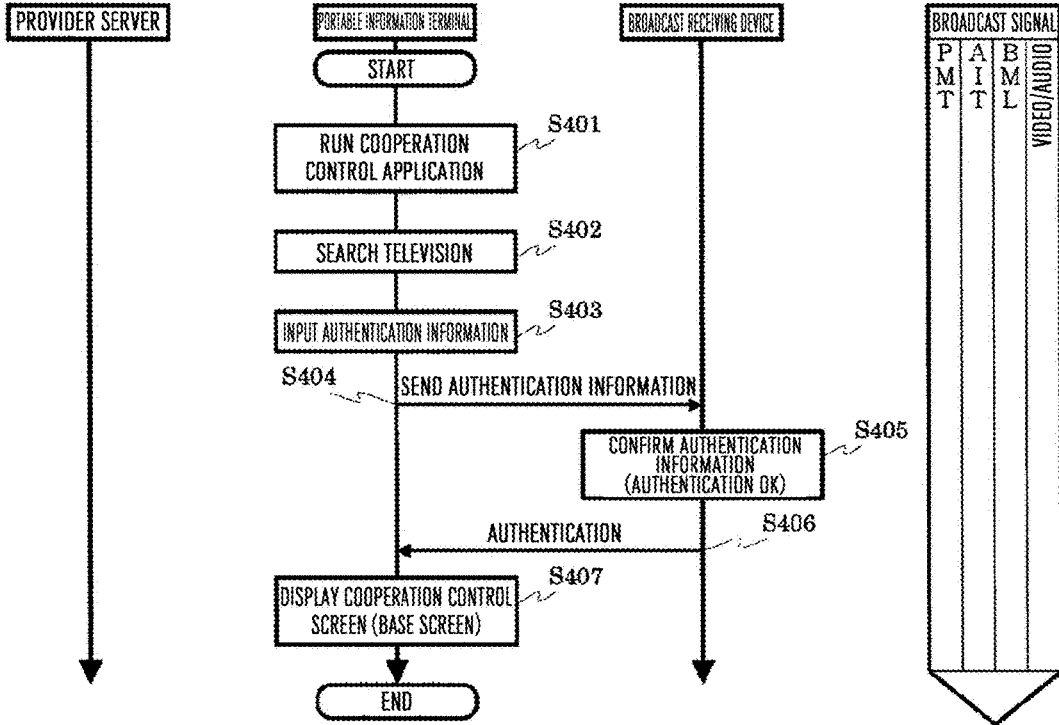 PROVIDER SERVER
PORTABLE INFORMATION TERMINAL
BROADCAST RECEIVING DEVICE
BROADCAST SIGNAL
PMT
AIT
BML
VIDEO/AUDIO
START
S401
RUN COOPERATION
CONTROL APPLICATION
S402
SEARCH TELEVISION
S403
INPUT AUTHENTICATION INFORMATION
S404
SEND AUTHENTICATION INFORMATION
S405
CONFIRM AUTHENTICATION
INFORMATION
(AUTHENTICATION OK)
S406
AUTHENTICATION
S407
DISPLAY COOPERATION CONTROL
SCREEN (BASE SCREEN)
END